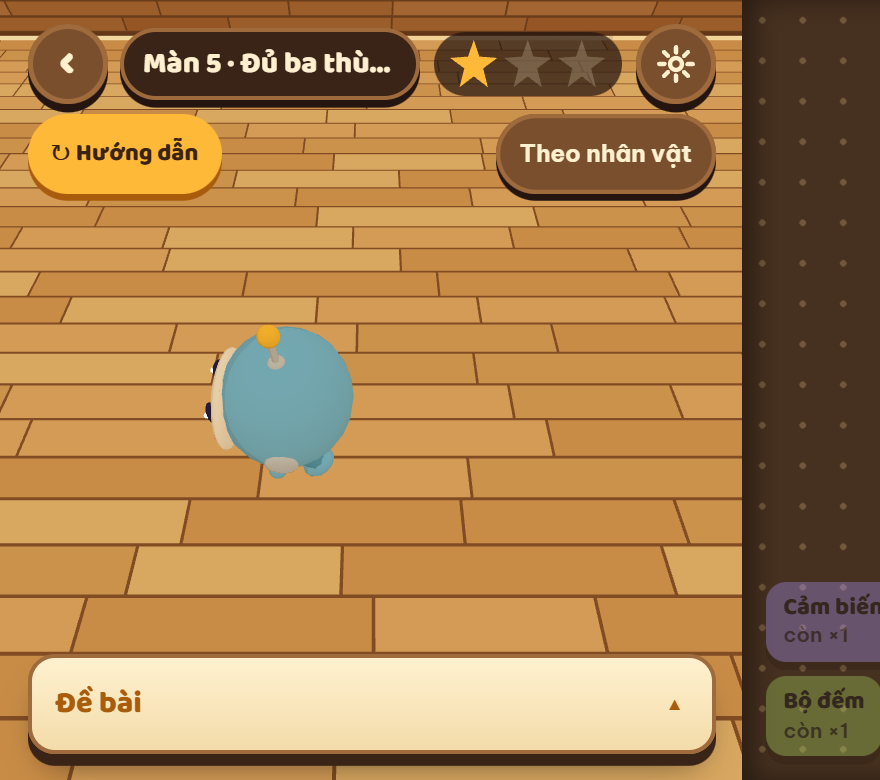 Màn 5 · Đủ ba thù...
↻ Hướng dẫn
Theo nhân vật
Đề bài
Cảm biến
còn ×1
Bộ đếm
còn ×1